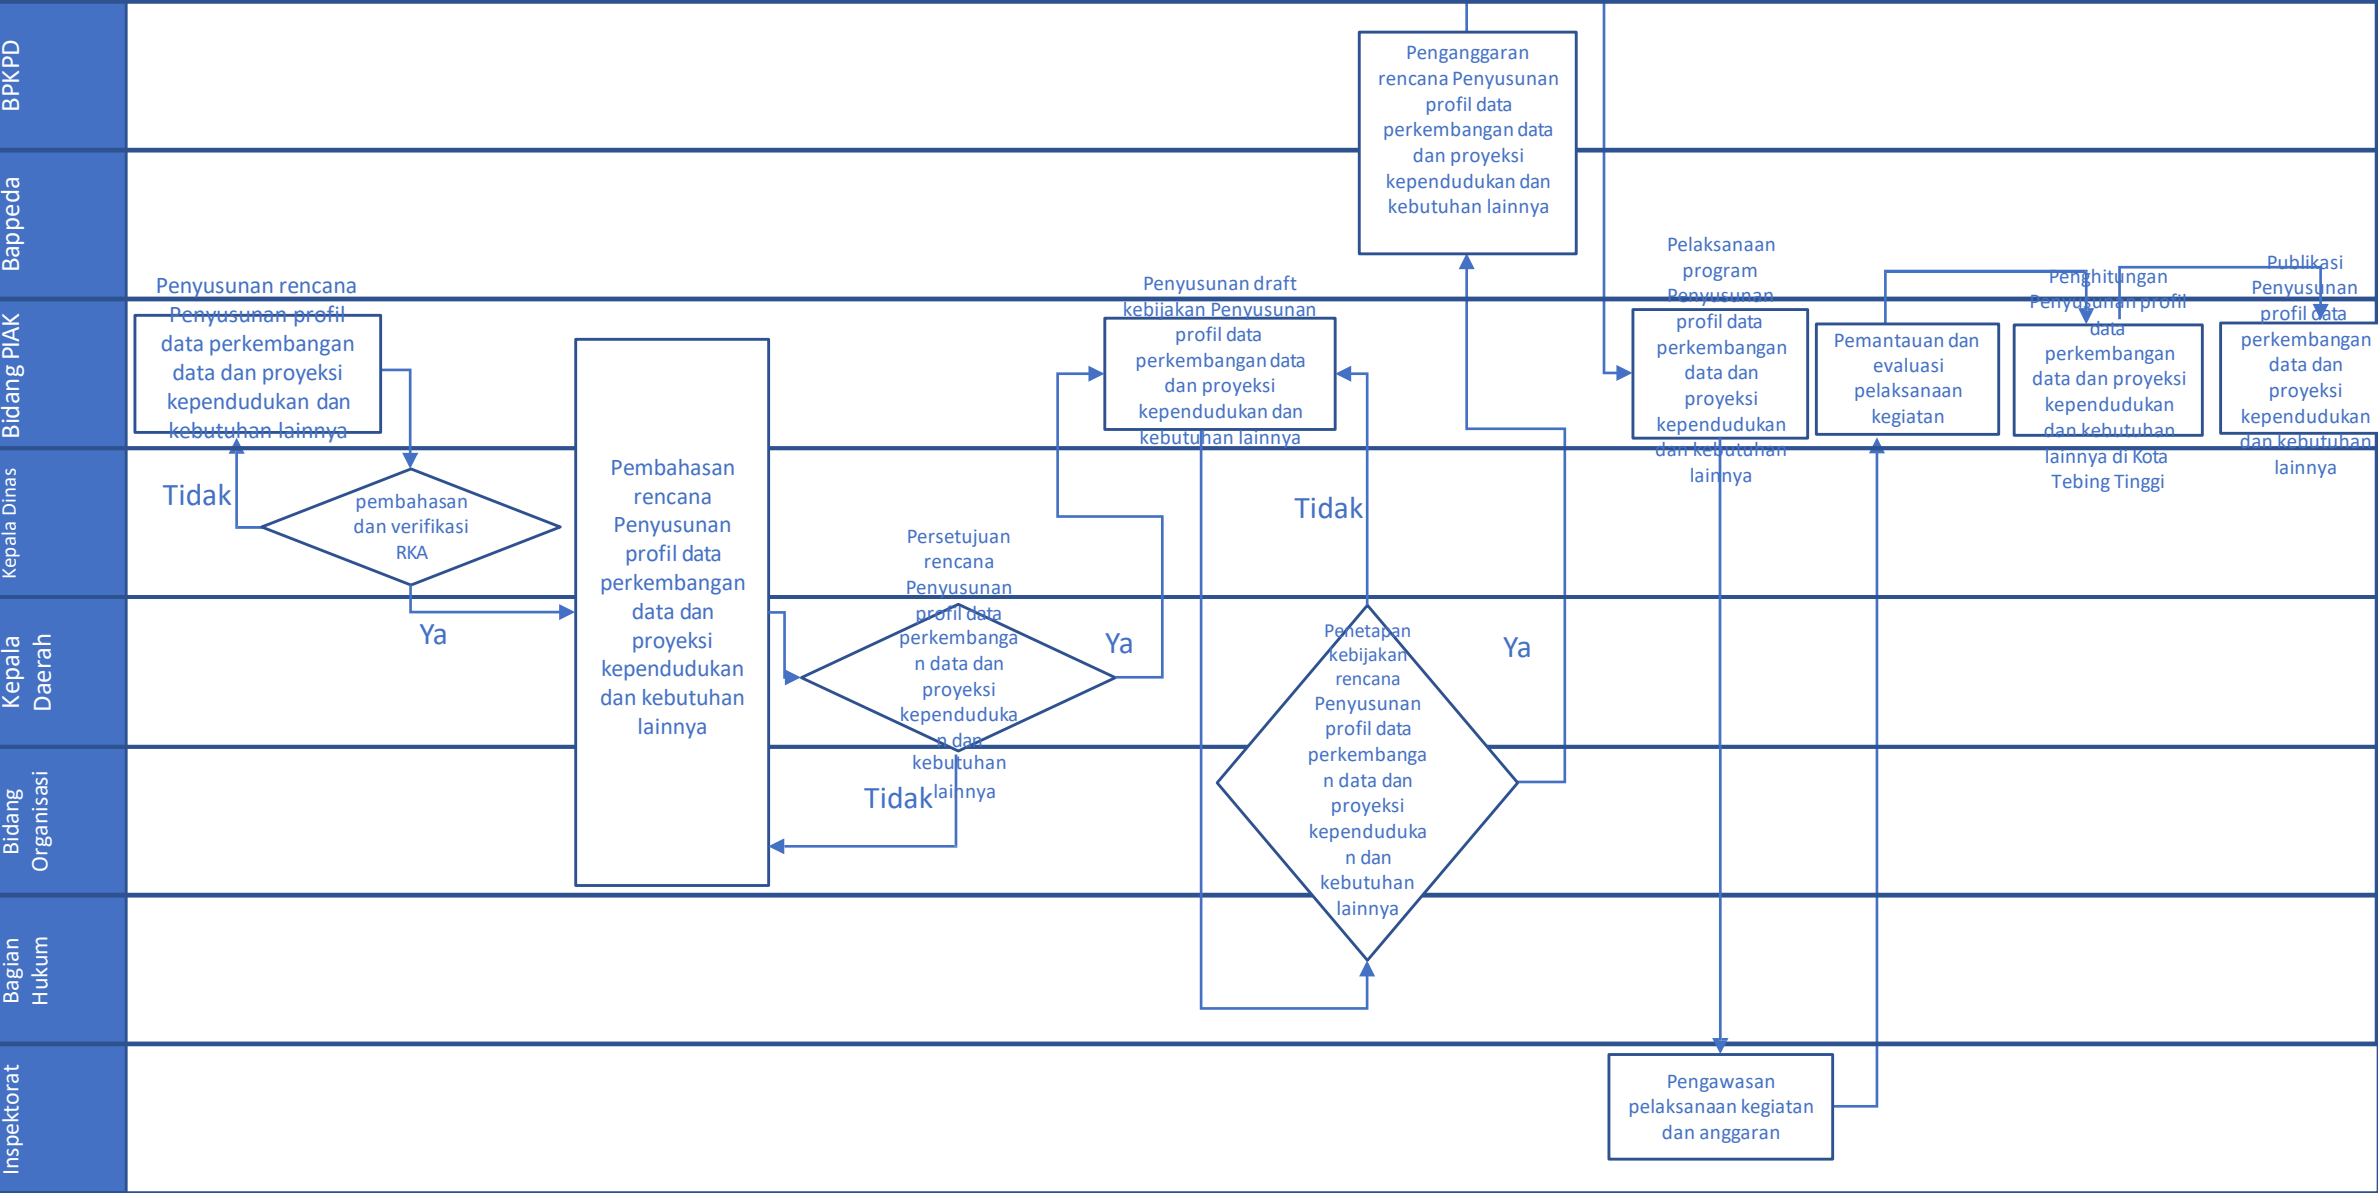 BPKPD
Bappeda
Bidang PIAK
Kepala Dinas
Kepala
Daerah
Bidang
Organisasi
Bagian
Hukum
Inspektorat
Penyusunan rencana
Penyusunan profil
data perkembangan
data dan proyeksi
kependudukan dan
kebutuhan lainnya
Tidak
pembahasan
dan verifikasi
RKA
Ya
Pembahasan
rencana
Penyusunan
profil data
perkembangan
data dan
proyeksi
kependudukan
dan kebutuhan
lainnya
Persetujuan
rencana
Penyusunan
profil data
perkembanga
n data dan
proyeksi
kependuduka
n dan
kebutuhan
lainnya
Ya
Tidak
Penyusunan draft
kebijakan Penyusunan
profil data
perkembangan data
dan proyeksi
kependudukan dan
kebutuhan lainnya
Tidak
Penetapan
kebijakan
rencana
Penyusunan
profil data
perkembanga
n data dan
proyeksi
kependuduka
n dan
kebutuhan
lainnya
Ya
Penganggaran
rencana Penyusunan
profil data
perkembangan data
dan proyeksi
kependudukan dan
kebutuhan lainnya
Pelaksanaan
program
Penyusunan
profil data
perkembangan
data dan
proyeksi
kependudukan
dan kebutuhan
lainnya
Pengawasan
pelaksanaan kegiatan
dan anggaran
Pemantauan dan
evaluasi
pelaksanaan
kegiatan
Penghitungan
Penyusunan profil
data
perkembangan
data dan proyeksi
kependudukan
dan kebutuhan
lainnya di Kota
Tebing Tinggi
Publikasi
Penyusunan
profil data
perkembangan
data dan
proyeksi
kependudukan
dan kebutuhan
lainnya